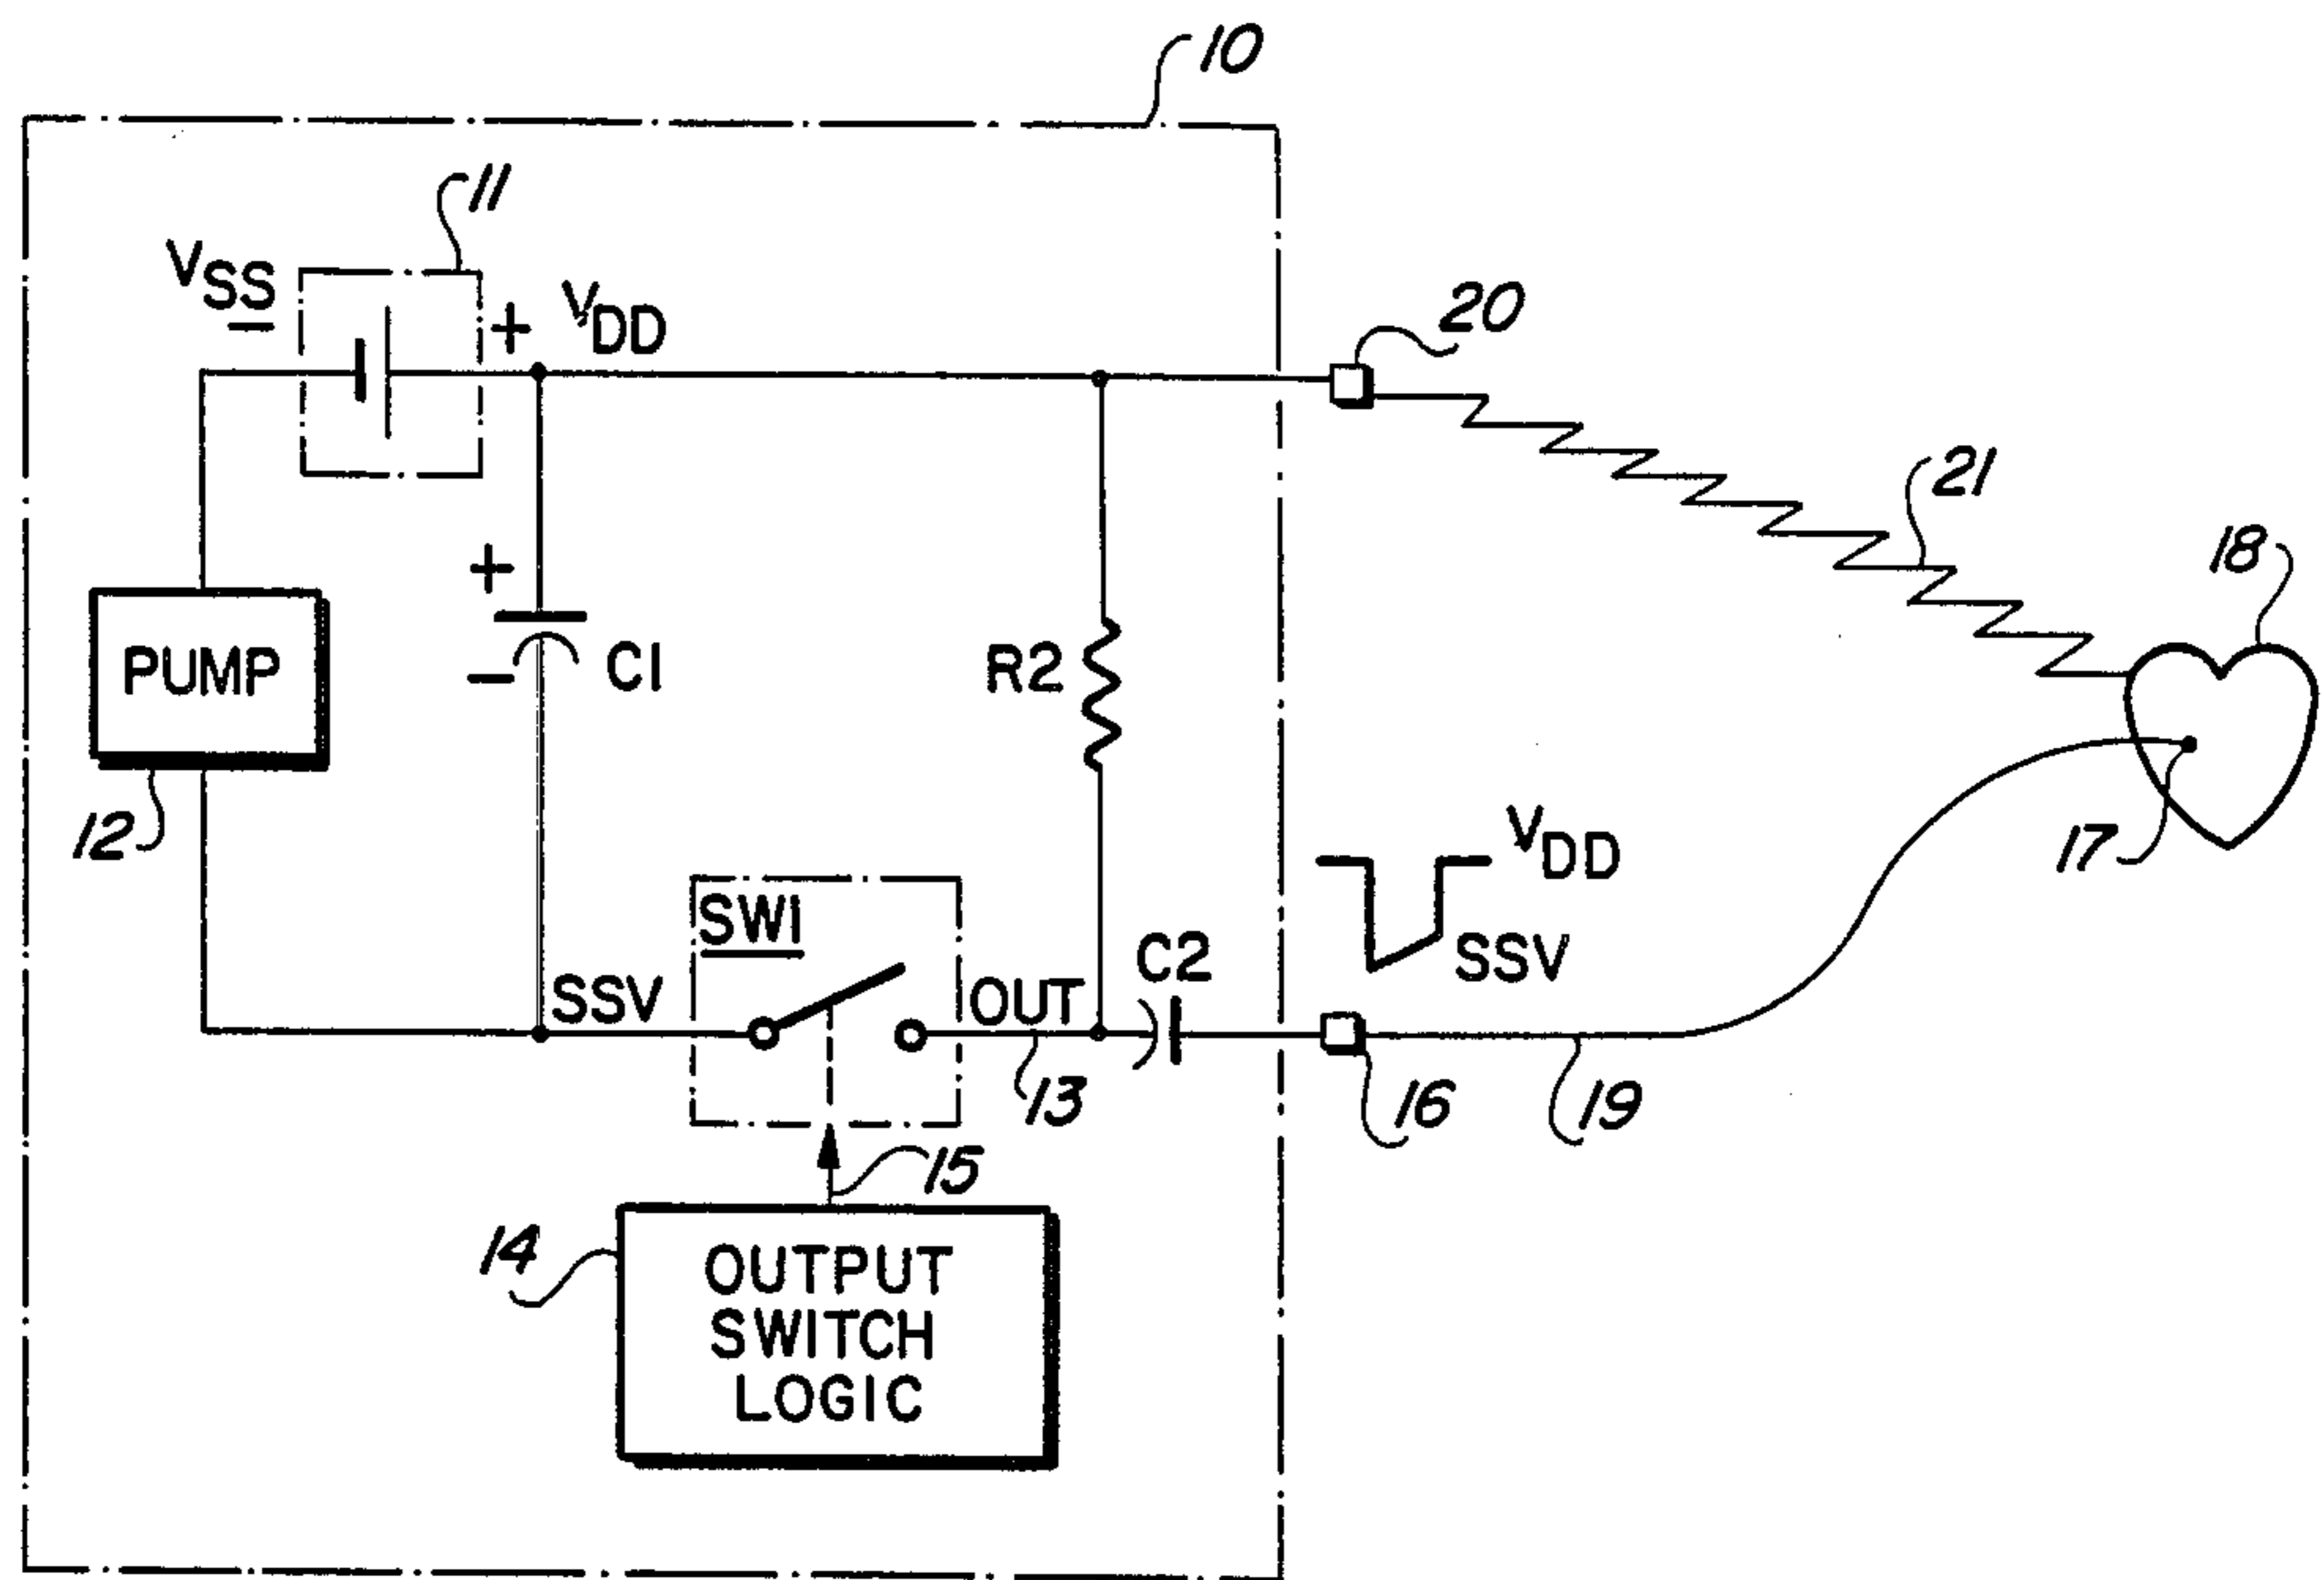 10
11
VSS
−
+ VDD
20
21
18
+
−
C1
R2
PUMP
12
17
VDD
SSV
SW1
SSV
OUT
C2
13
16
19
15
14
OUTPUT
SWITCH
LOGIC